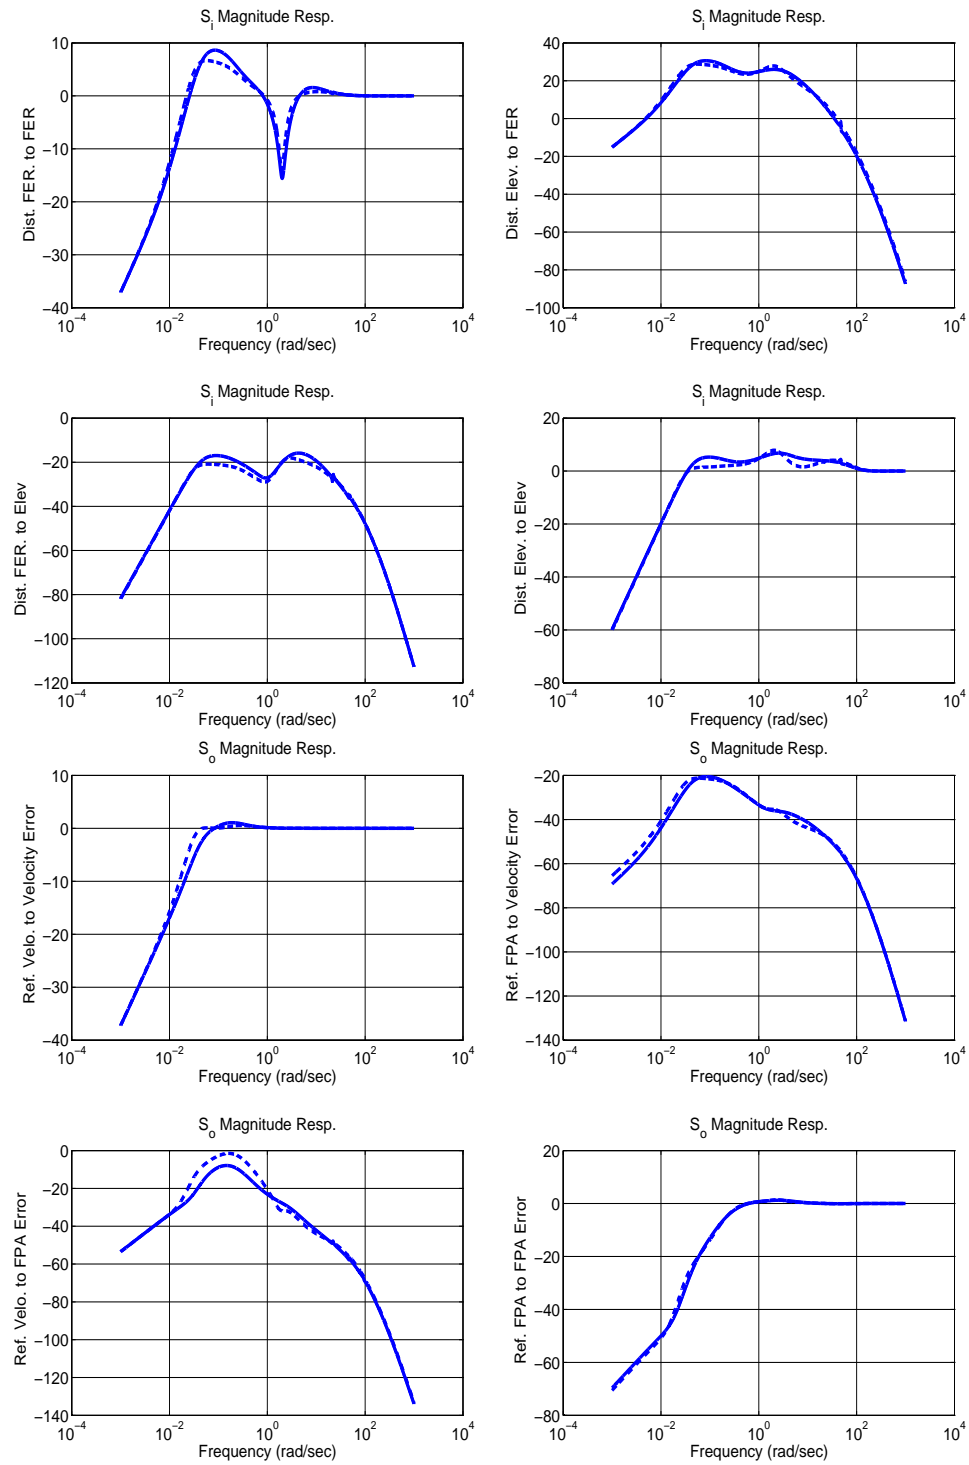 S_i Magnitude Resp.
Dist. FER. to FER
10
0
−10
−20
−30
−40
10^−4 10^−2 10^0 10^2 10^4
Frequency (rad/sec)
S_i Magnitude Resp.
Dist. Elev. to FER
40
20
0
−20
−40
−60
−80
−100
10^−4 10^−2 10^0 10^2 10^4
Frequency (rad/sec)
S_i Magnitude Resp.
Dist. FER. to Elev
0
−20
−40
−60
−80
−100
−120
10^−4 10^−2 10^0 10^2 10^4
Frequency (rad/sec)
S_i Magnitude Resp.
Dist. Elev. to Elev
20
0
−20
−40
−60
−80
10^−4 10^−2 10^0 10^2 10^4
Frequency (rad/sec)
S_o Magnitude Resp.
Ref. Velo. to Velocity Error
10
0
−10
−20
−30
−40
10^−4 10^−2 10^0 10^2 10^4
Frequency (rad/sec)
S_o Magnitude Resp.
Ref. FPA to Velocity Error
−20
−40
−60
−80
−100
−120
−140
10^−4 10^−2 10^0 10^2 10^4
Frequency (rad/sec)
S_o Magnitude Resp.
Ref. Velo. to FPA Error
0
−20
−40
−60
−80
−100
−120
−140
10^−4 10^−2 10^0 10^2 10^4
Frequency (rad/sec)
S_o Magnitude Resp.
Ref. FPA to FPA Error
20
0
−20
−40
−60
−80
10^−4 10^−2 10^0 10^2 10^4
Frequency (rad/sec)